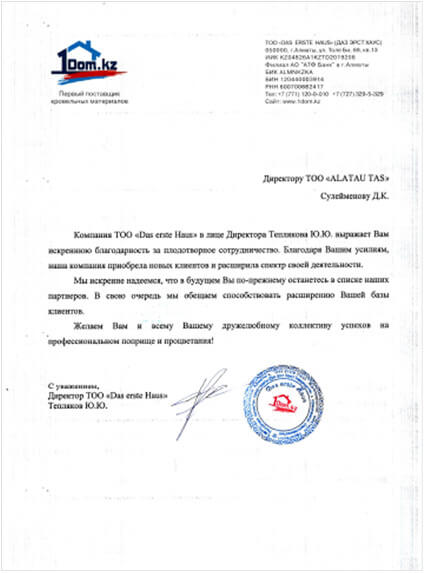 1Dom.kz
Первый поставщик
кровельных материалов
ТОО «DAS ERSTE HAUS» (ДАЗ ЭРСТ ХАУС)
050000, г.Алматы, ул. Толе Би, 69, кв.13
ИИК KZ04826A1KZTD2019206
Филиал АО "АТФ Банк" в г.Алматы
БИК ALMNKZKA
БИН 120440003914
РНН 600700682417
Тел: +7 (771) 120-0-010 +7 (727) 329-5-329
Сайт: www.1dom.kz
Директору ТОО «ALATAU TAS»
Сулейменову Д.К.
Компания ТОО «Das erste Haus» в лице Директора Теплякова Ю.Ю. выражает Вам
искреннюю благодарность за плодотворное сотрудничество. Благодаря Вашим усилиям,
наша компания приобрела новых клиентов и расширила спектр своей деятельности.
Мы искренне надеемся, что в будущем Вы по-прежнему останетесь в списке наших
партнеров. В свою очередь мы обещаем способствовать расширению Вашей базы
клиентов.
Желаем Вам и всему Вашему дружелюбному коллективу успехов на
профессиональном поприще и процветания!
С уважением,
Директор ТОО «Das erste Haus»
Тепляков Ю.Ю.
Das erste Haus
1Dom.kz